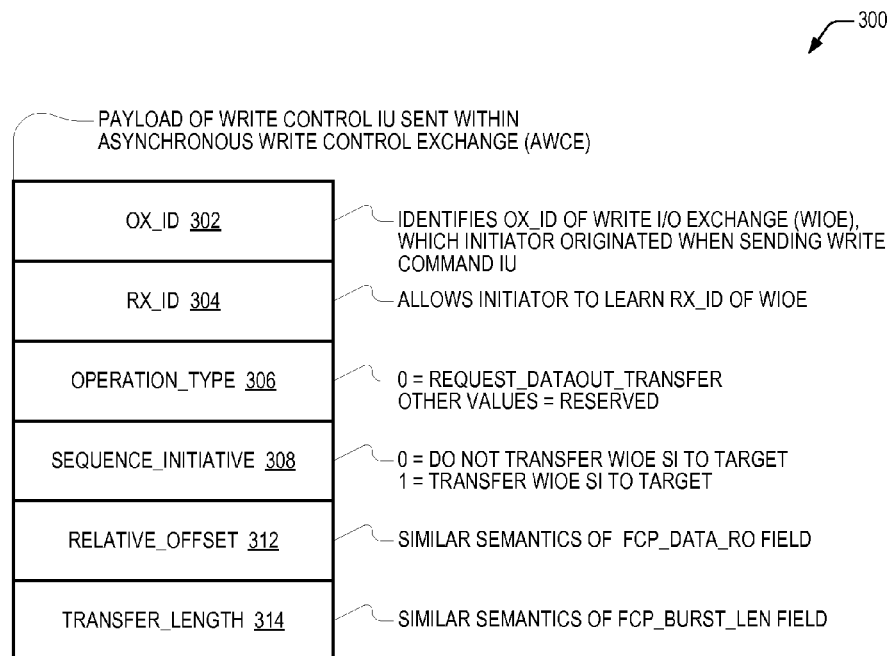 300
PAYLOAD OF WRITE CONTROL IU SENT WITHIN
ASYNCHRONOUS WRITE CONTROL EXCHANGE (AWCE)
OX_ID 302
IDENTIFIES OX_ID OF WRITE I/O EXCHANGE (WIOE),
WHICH INITIATOR ORIGINATED WHEN SENDING WRITE
COMMAND IU
RX_ID 304
ALLOWS INITIATOR TO LEARN RX_ID OF WIOE
OPERATION_TYPE 306
0 = REQUEST_DATAOUT_TRANSFER
OTHER VALUES = RESERVED
SEQUENCE_INITIATIVE 308
0 = DO NOT TRANSFER WIOE SI TO TARGET
1 = TRANSFER WIOE SI TO TARGET
RELATIVE_OFFSET 312
SIMILAR SEMANTICS OF FCP_DATA_RO FIELD
TRANSFER_LENGTH 314
SIMILAR SEMANTICS OF FCP_BURST_LEN FIELD